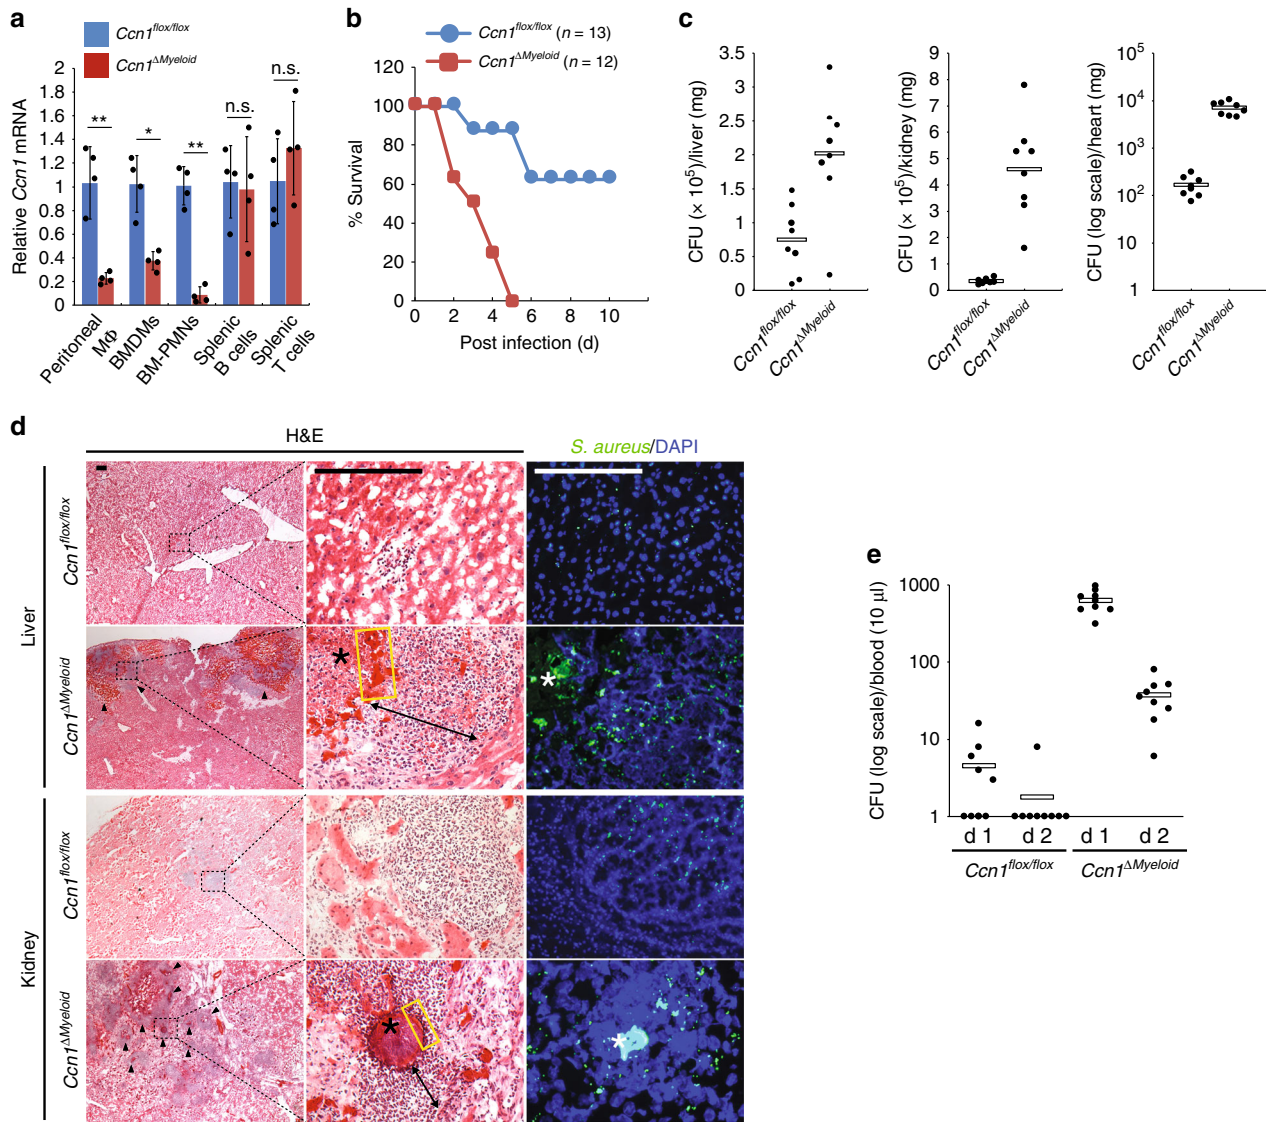 a
Ccn1flox/flox
Ccn1ΔMyeloid
Relative Ccn1 mRNA
2
1.8
1.6
1.4
1.2
1
0.8
0.6
0.4
0.2
0
**
*
**
n.s.
n.s.
Peritoneal MΦ
BMDMs
BM-PMNs
Splenic B cells
Splenic T cells
b
Ccn1flox/flox (n = 13)
Ccn1ΔMyeloid (n = 12)
% Survival
120
100
80
60
40
20
0
0 2 4 6 8 10
Post infection (d)
c
CFU (× 10⁵)/liver (mg)
3.5
3
2.5
2
1.5
1
0.5
0
Ccn1flox/flox
Ccn1ΔMyeloid
CFU (× 10⁵)/kidney (mg)
9
8
7
6
5
4
3
2
1
0
Ccn1flox/flox
Ccn1ΔMyeloid
CFU (log scale)/heart (mg)
10⁵
10⁴
10³
10²
10
1
Ccn1flox/flox
Ccn1ΔMyeloid
d
H&E
S. aureus/DAPI
Liver
Ccn1flox/flox
Ccn1ΔMyeloid
*
*
Kidney
Ccn1flox/flox
Ccn1ΔMyeloid
*
*
e
CFU (log scale)/blood (10 µl)
1000
100
10
1
d 1 d 2 d 1 d 2
Ccn1flox/flox Ccn1ΔMyeloid